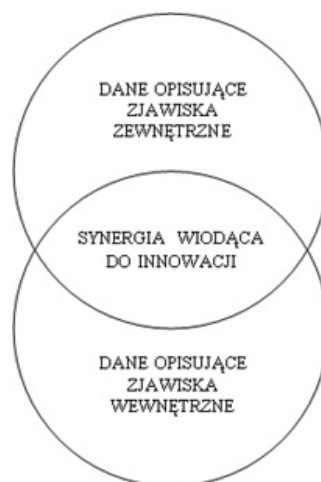 DANE OPISUJĄCE
ZJAWISKA
ZEWNĘTRZNE
SYNERGIA WIODĄCA
DO INNOWACJI
DANE OPISUJĄCE
ZJAWISKA
WEWNĘTRZNE